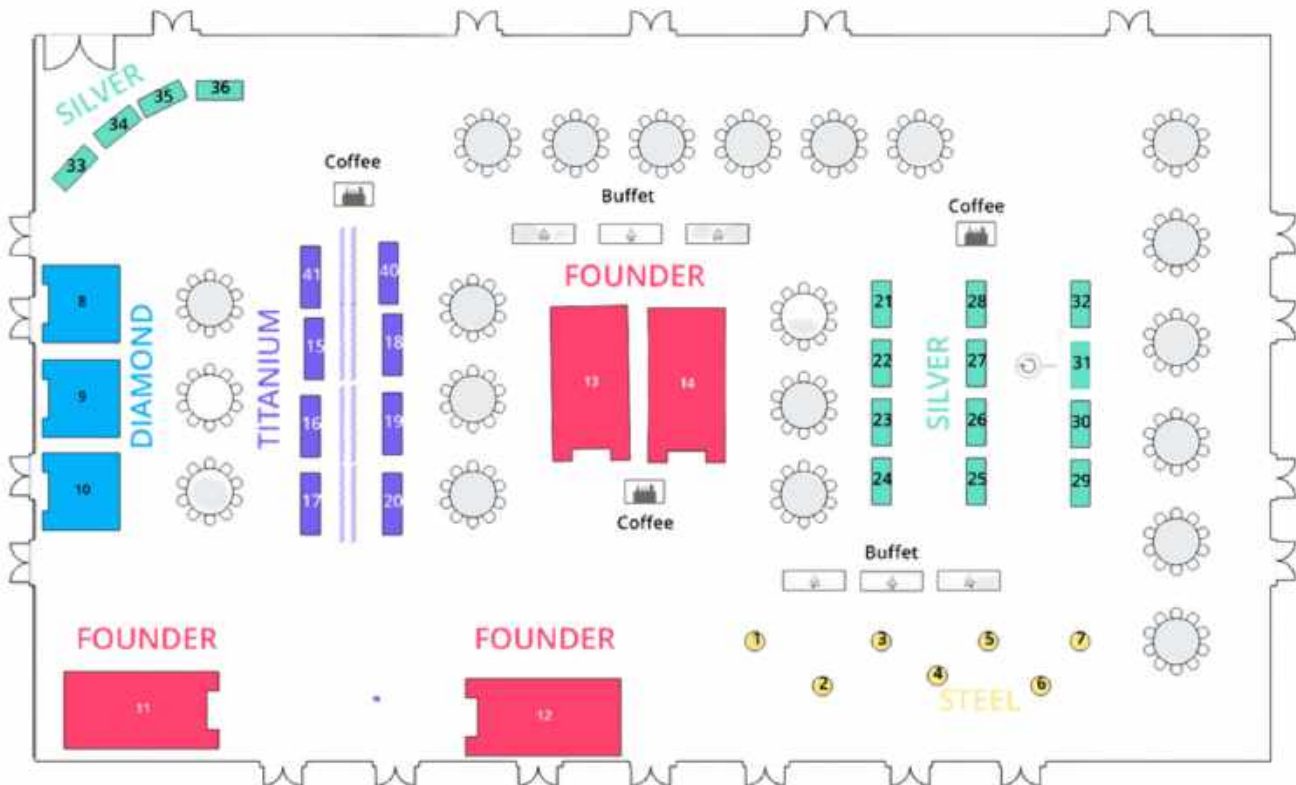 SILVER
36
35
34
33
Coffee
Buffet
Coffee
FOUNDER
41
40
8
21
28
32
15
18
13
14
22
27
31
DIAMOND
TITANIUM
SILVER
9
16
19
23
26
30
10
17
20
24
25
29
Coffee
Buffet
FOUNDER
FOUNDER
1
3
5
7
2
4
6
STEEL
11
12